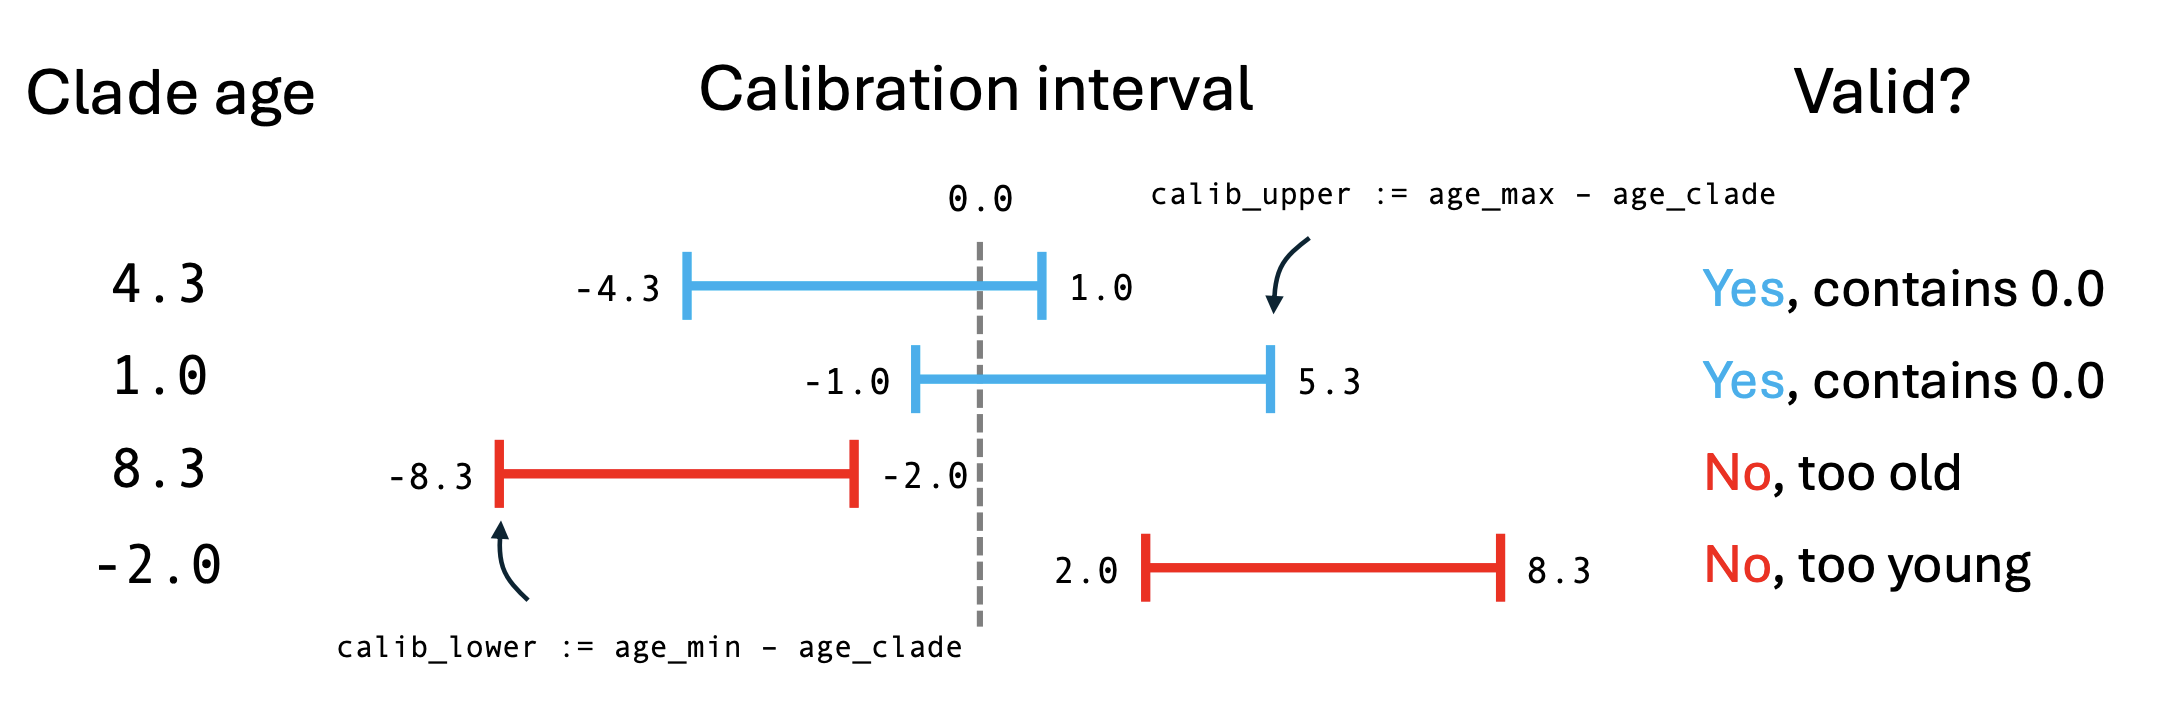 Clade age Calibration interval Valid?
0.0 calib_upper := age_max – age_clade
4.3 -4.3 1.0 Yes, contains 0.0
1.0 -1.0 5.3 Yes, contains 0.0
8.3 -8.3 -2.0 No, too old
-2.0 2.0 8.3 No, too young
calib_lower := age_min – age_clade